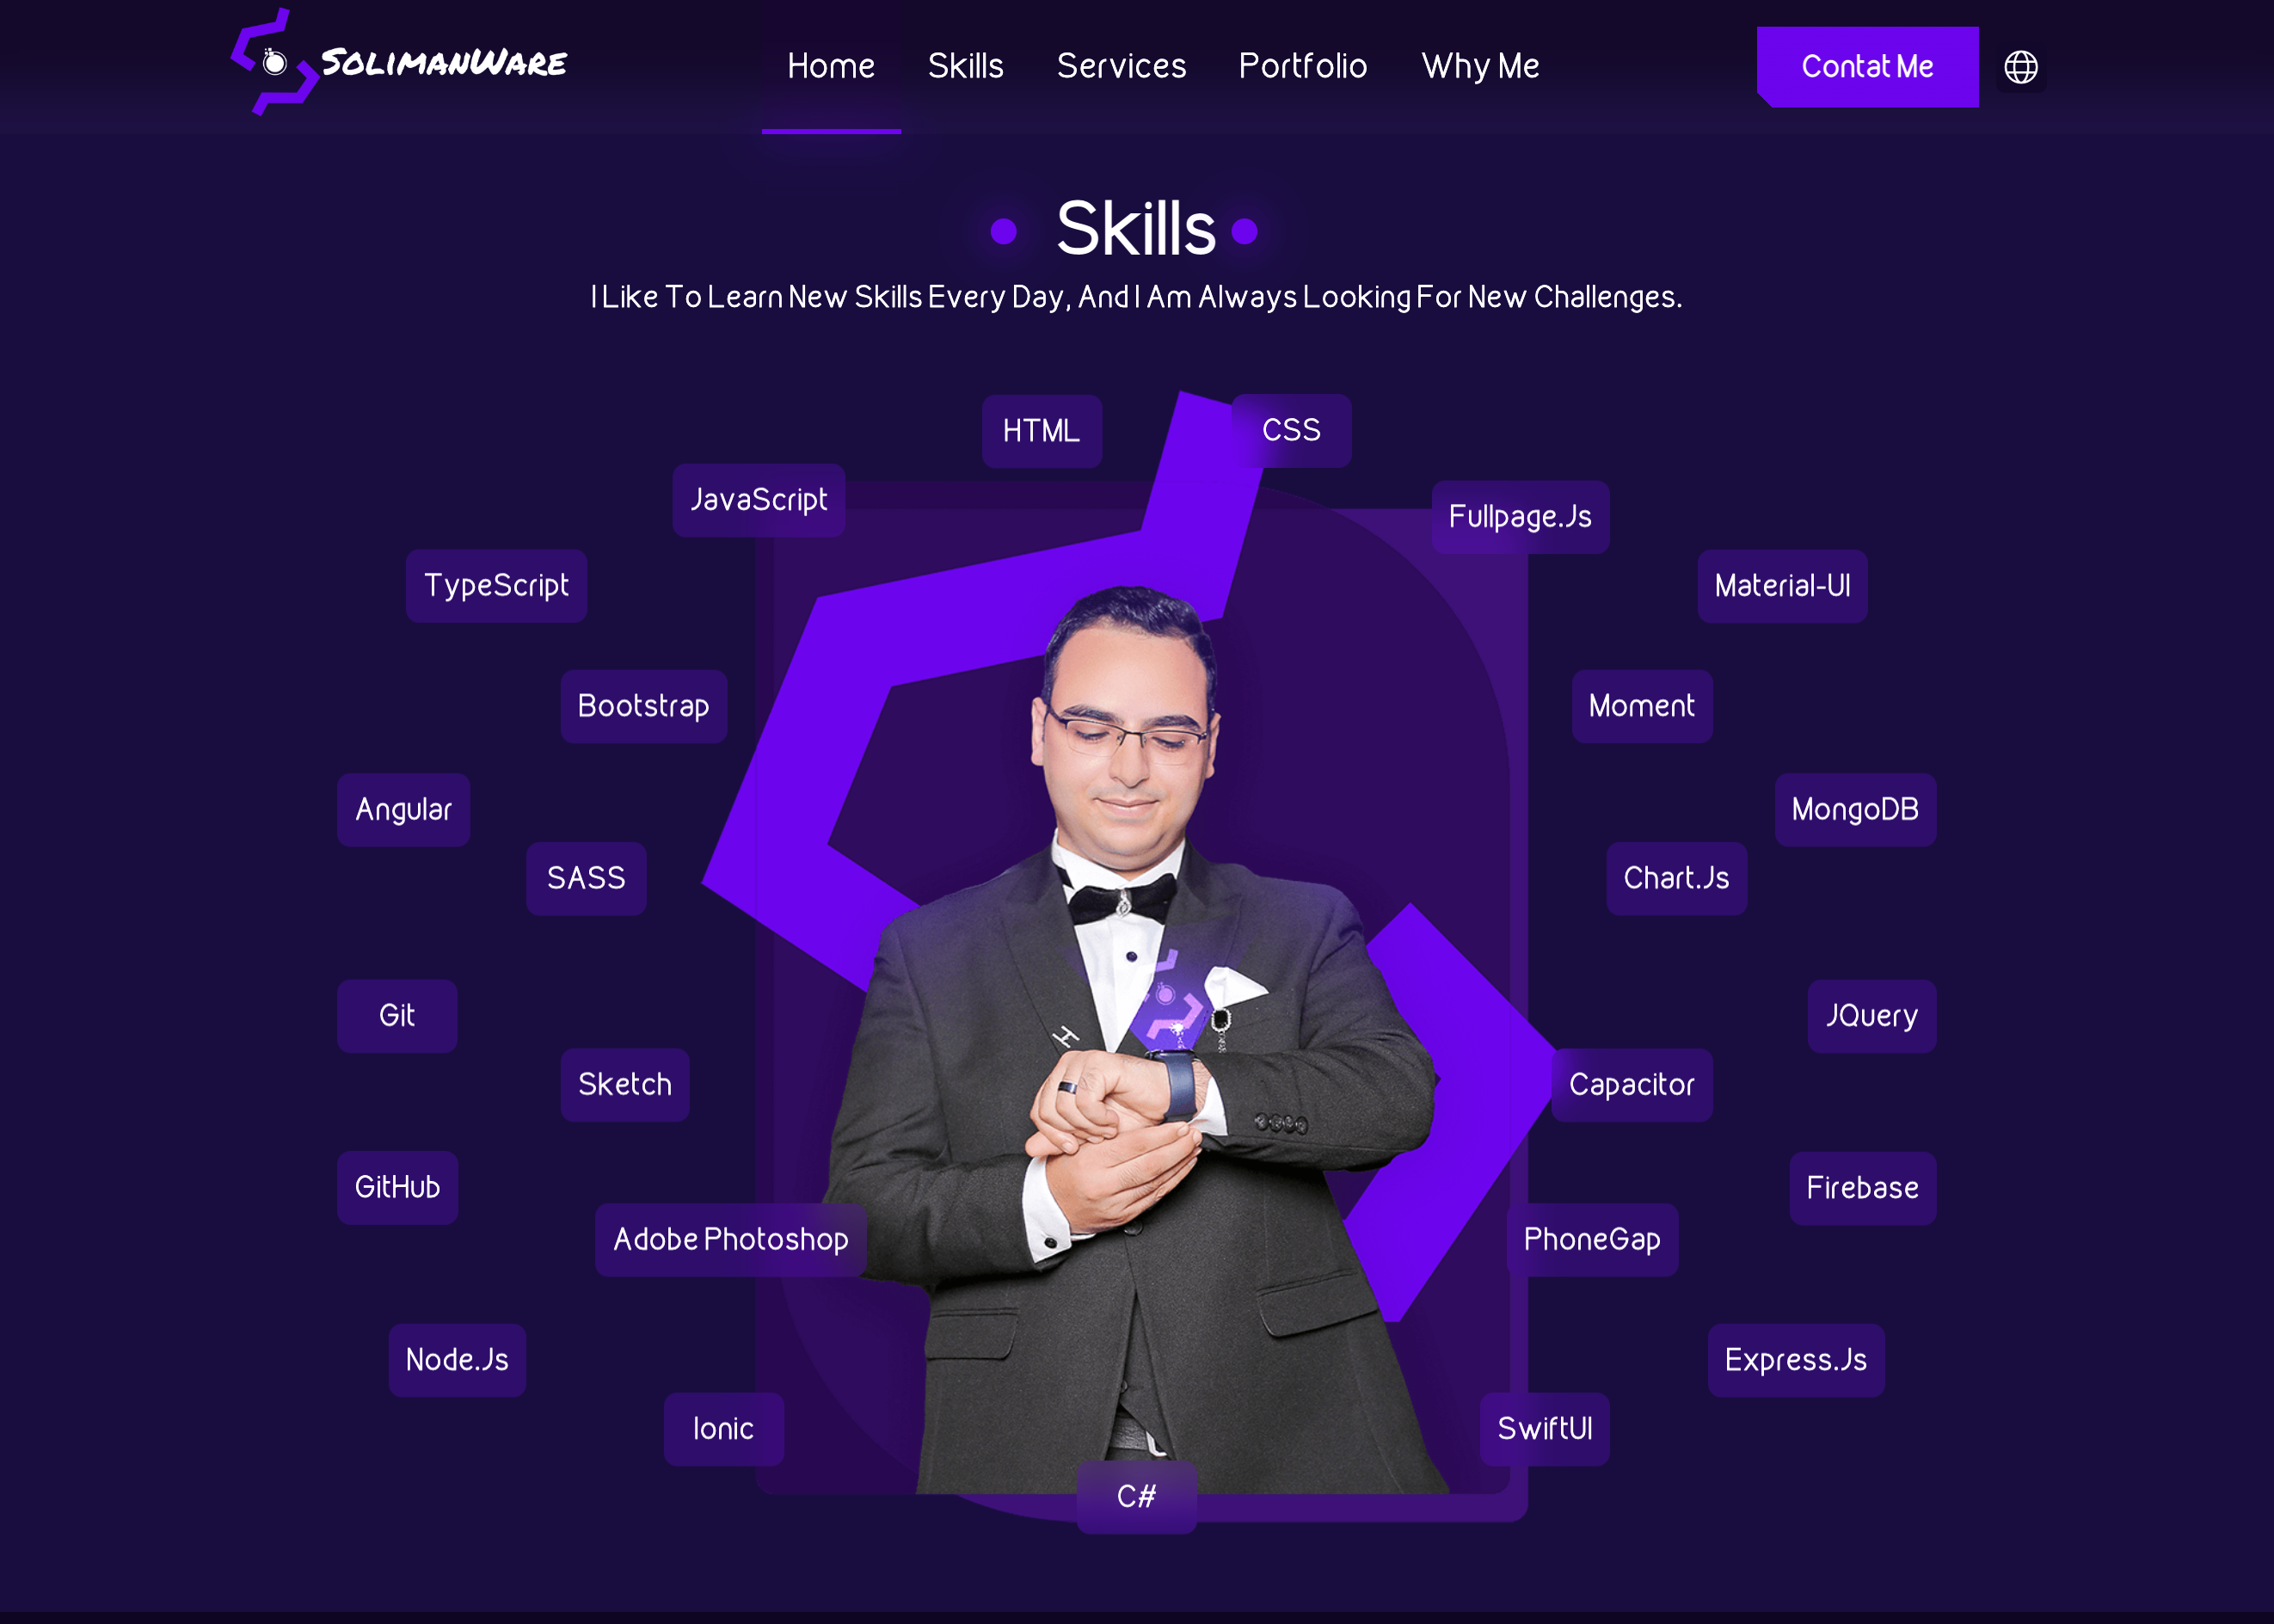 SolimanWare
Home Skills Services Portfolio Why Me
Contat Me
Skills
I Like To Learn New Skills Every Day, And I Am Always Looking For New Challenges.
HTML
CSS
JavaScript
Fullpage.Js
TypeScript
Material-UI
Bootstrap
Moment
Angular
MongoDB
SASS
Chart.Js
Git
JQuery
Sketch
Capacitor
GitHub
Firebase
Adobe Photoshop
PhoneGap
Node.Js
Express.Js
Ionic
SwiftUI
C#